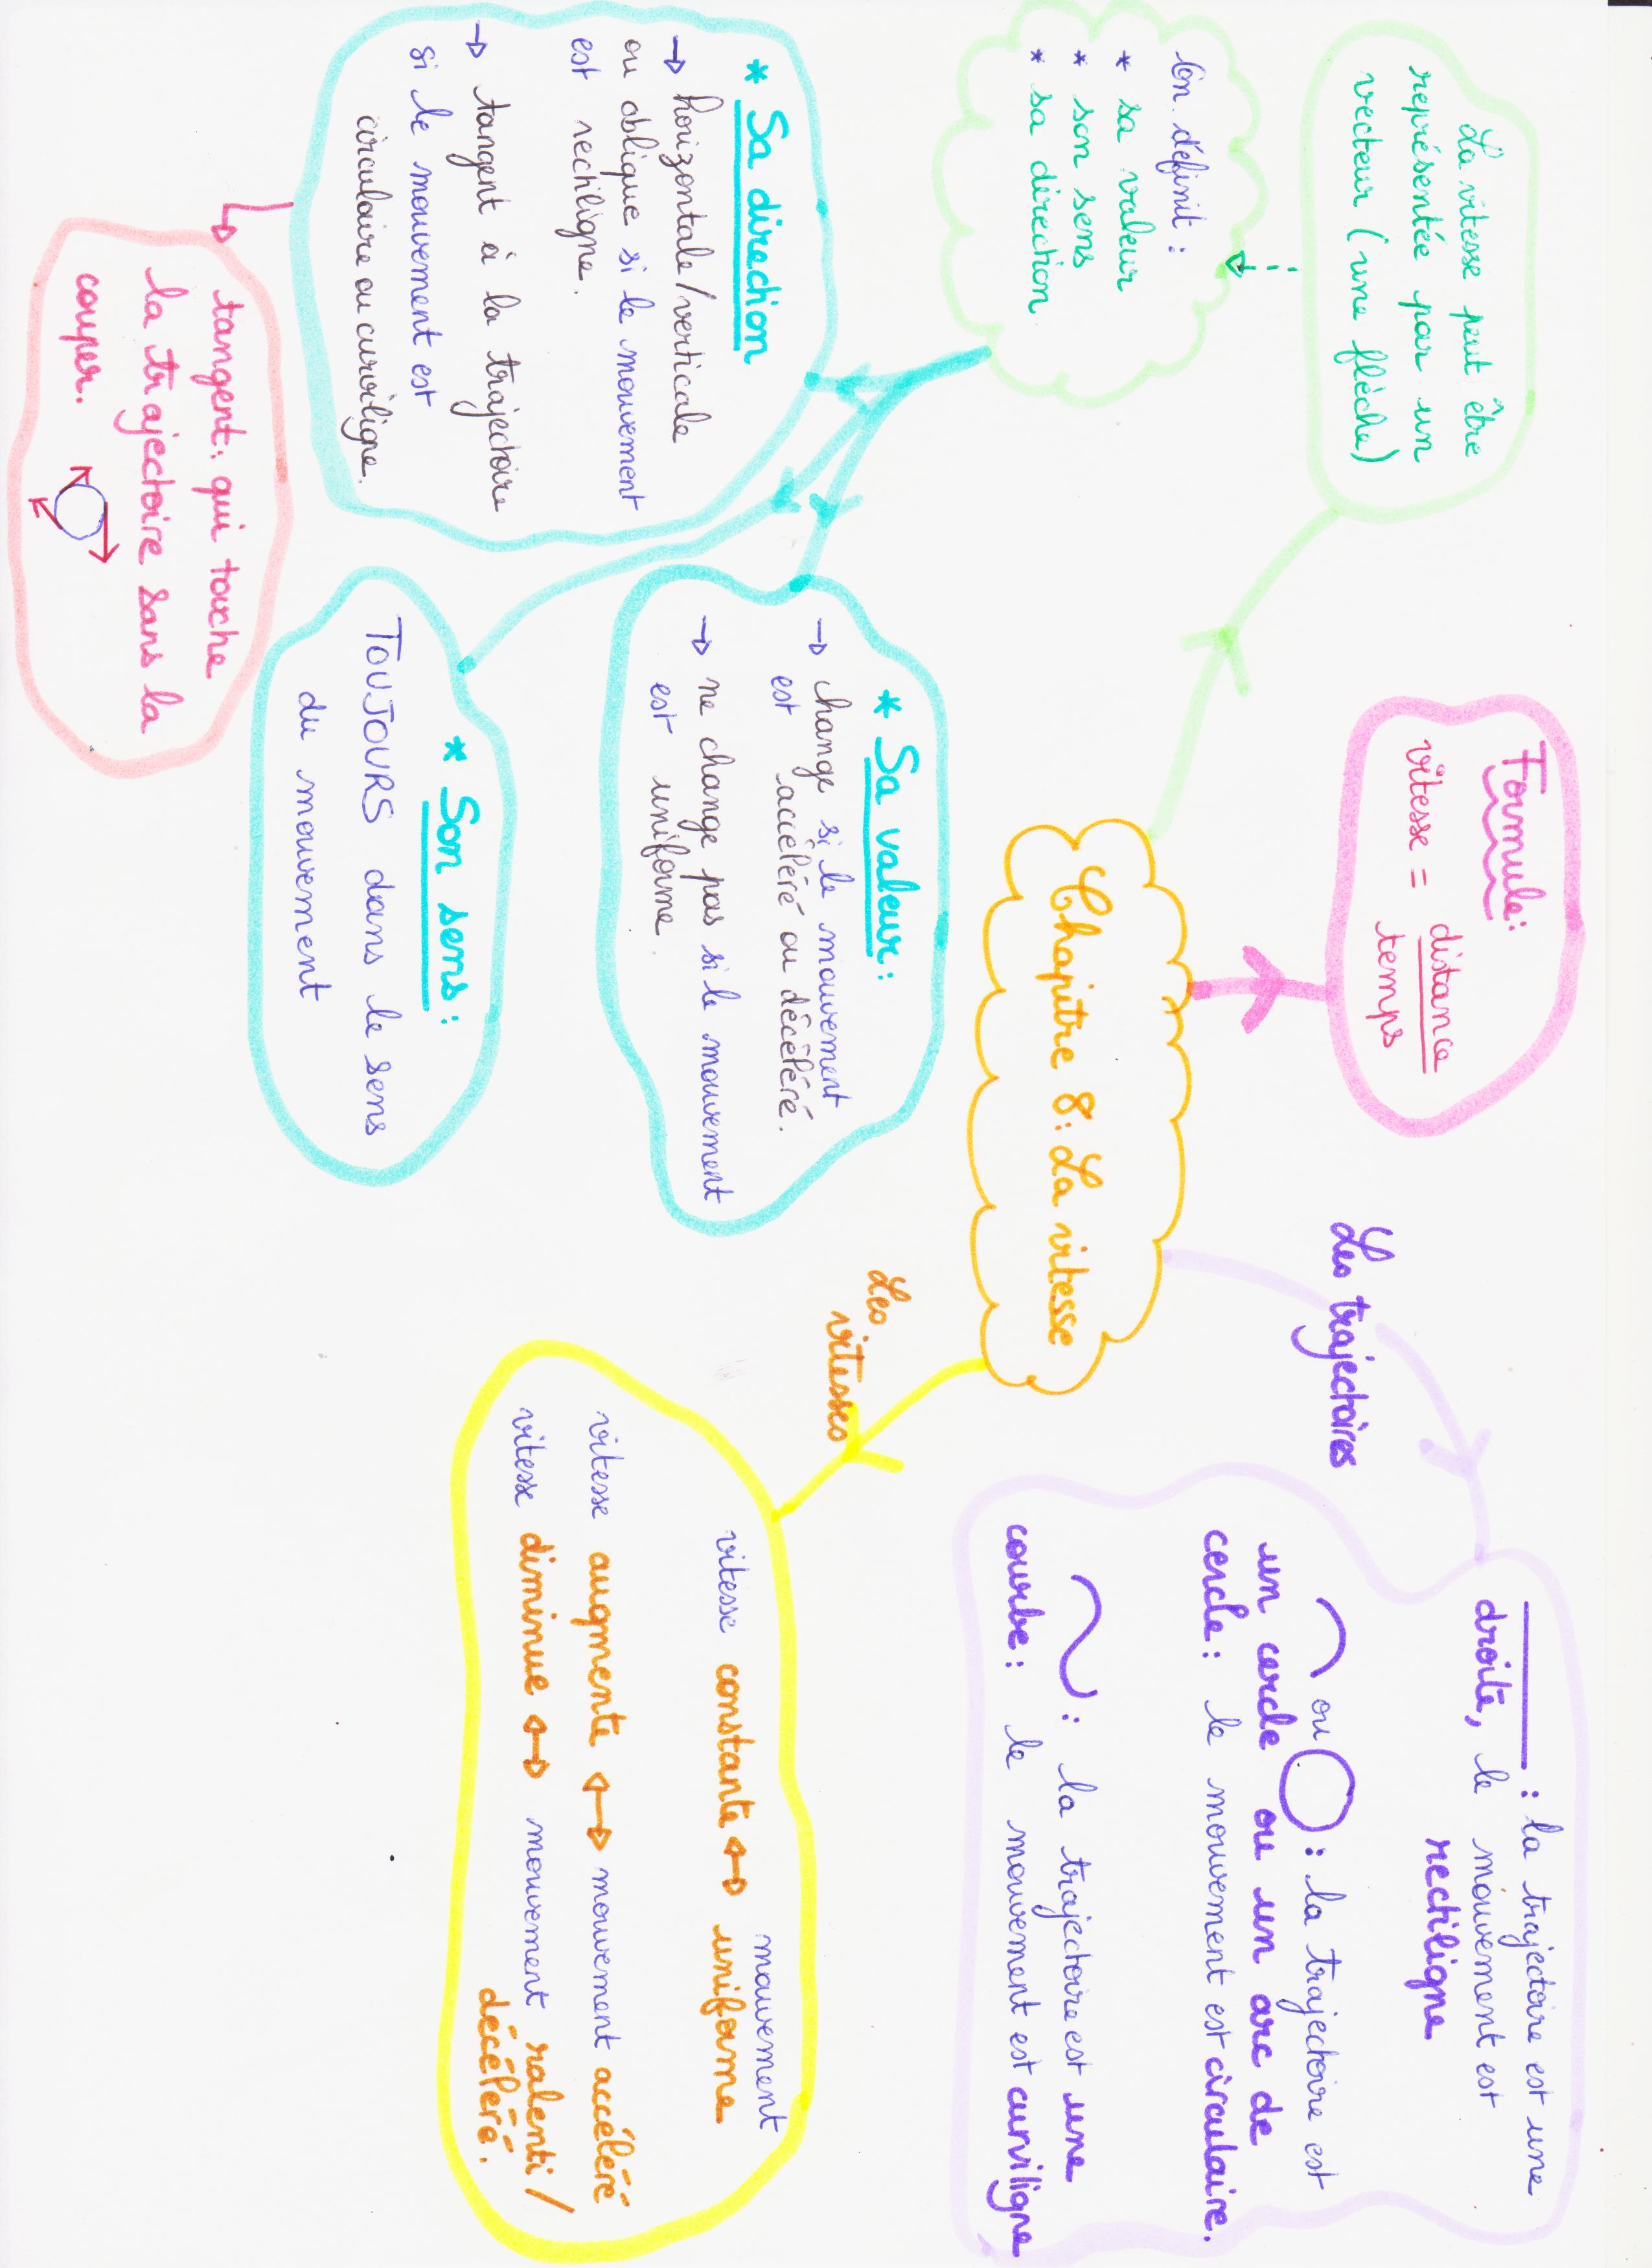 Chapitre 8: La vitesse
Formule:
vitesse = distance
temps
La vitesse peut être
représentée par un
vecteur (une flèche)
On définit :
* sa valeur
* son sens
* sa direction
* Sa valeur:
→ change si le mouvement
est accéléré ou décéléré.
→ ne change pas si le mouvement
est uniforme
* Sa direction
→ horizontale/verticale
ou oblique si le mouvement
est rectiligne.
→ tangent à la trajectoire
si le mouvement est
circulaire ou curviligne.
* Son sens:
TOUJOURS dans le sens
du mouvement
tangent: qui touche
la trajectoire sans la
couper.
Les trajectoires
: la trajectoire est une
droite, le mouvement est
rectiligne
ou : la trajectoire est
un cercle ou un arc de
cercle: le mouvement est circulaire.
: la trajectoire est une
courbe: le mouvement est curviligne
Les
vitesses
mouvement
vitesse constante ↔ uniforme
vitesse augmente ↔ mouvement accéléré
vitesse diminue ↔ mouvement ralenti /
décéléré.